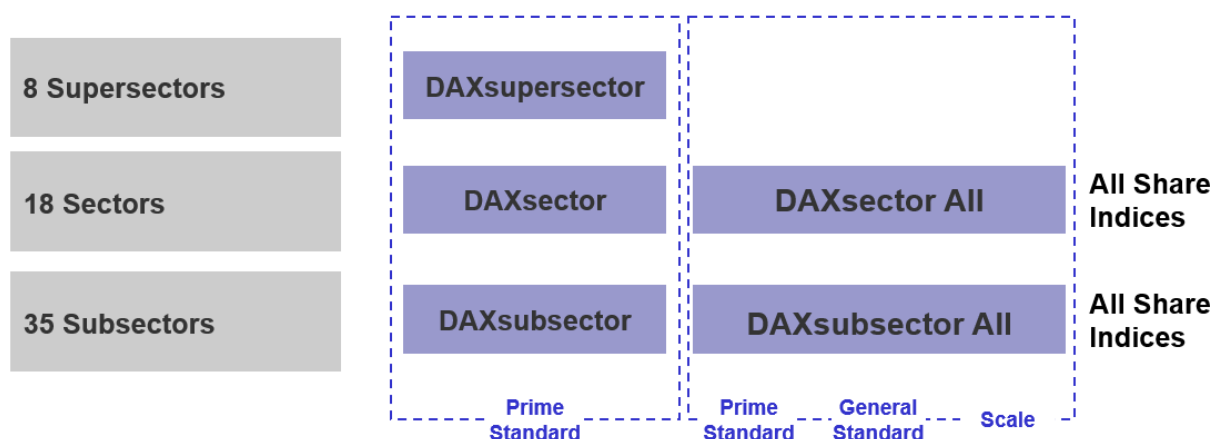 8 Supersectors
DAXsupersector
18 Sectors
DAXsector
DAXsector All
All Share
Indices
35 Subsectors
DAXsubsector
DAXsubsector All
All Share
Indices
Prime
Standard
Prime
Standard
General
Standard
Scale